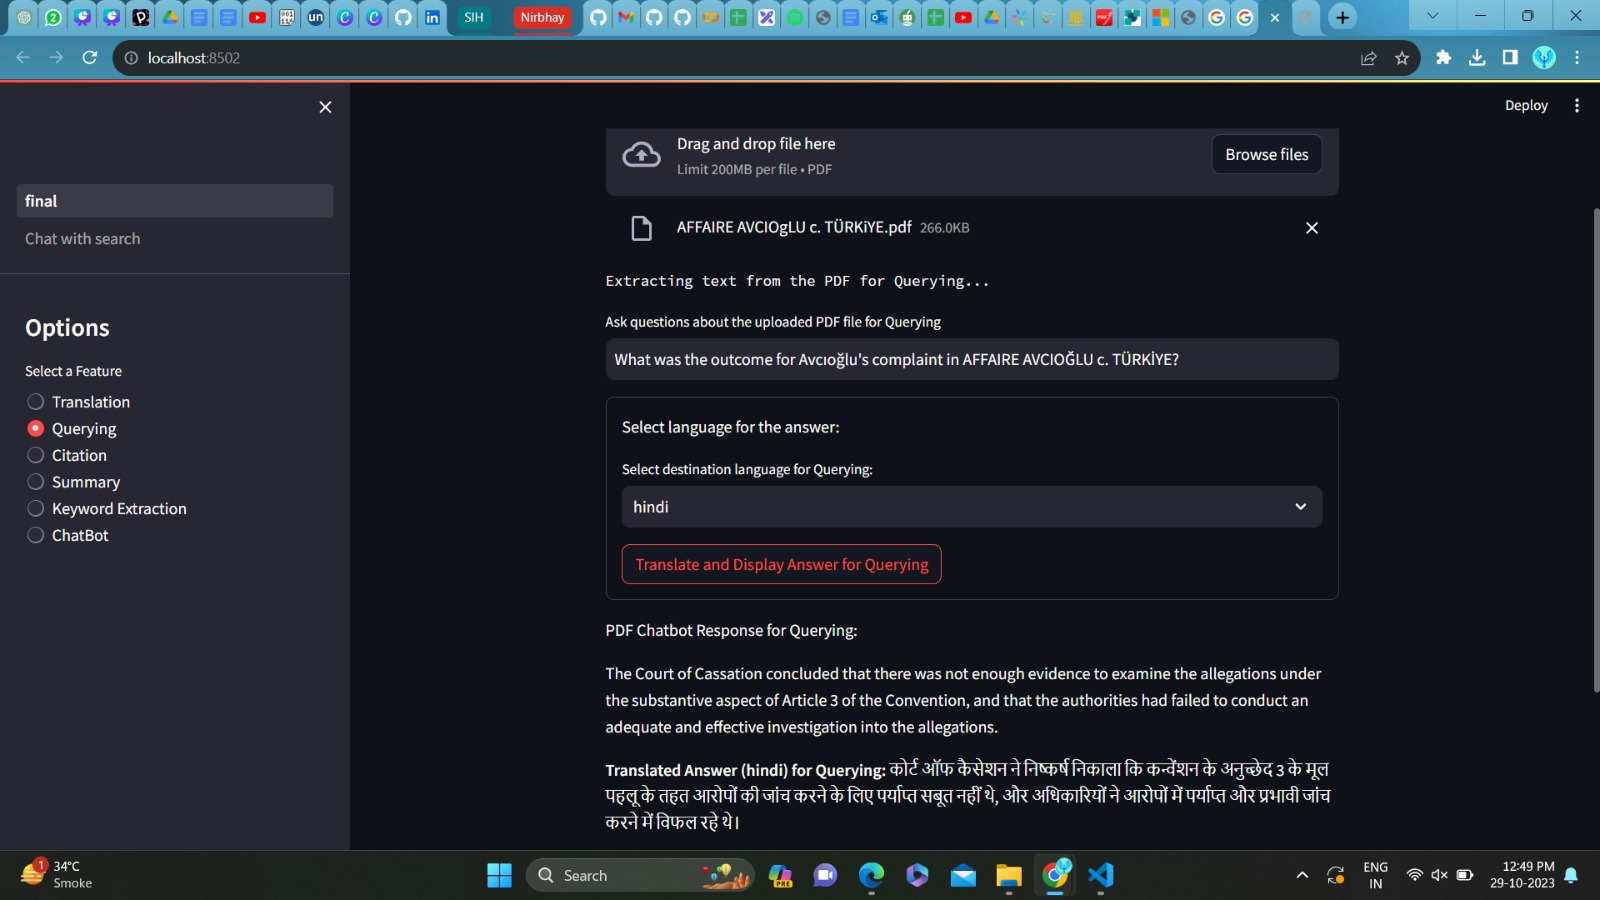 SIH
Nirbhay
localhost:8502
Deploy
final
Chat with search
Options
Select a Feature
Translation
Querying
Citation
Summary
Keyword Extraction
ChatBot
Drag and drop file here
Limit 200MB per file • PDF
Browse files
AFFAIRE AVCIOgLU c. TÜRKiYE.pdf 266.0KB
Extracting text from the PDF for Querying...
Ask questions about the uploaded PDF file for Querying
What was the outcome for Avcıoğlu's complaint in AFFAIRE AVCIOĞLU c. TÜRKİYE?
Select language for the answer:
Select destination language for Querying:
hindi
Translate and Display Answer for Querying
PDF Chatbot Response for Querying:
The Court of Cassation concluded that there was not enough evidence to examine the allegations under
the substantive aspect of Article 3 of the Convention, and that the authorities had failed to conduct an
adequate and effective investigation into the allegations.
Translated Answer (hindi) for Querying: कोर्ट ऑफ कैसेशन ने निष्कर्ष निकाला कि कन्वेंशन के अनुच्छेद 3 के मूल
पहलू के तहत आरोपों की जांच करने के लिए पर्याप्त सबूत नहीं थे, और अधिकारियों ने आरोपों में पर्याप्त और प्रभावी जांच
करने में विफल रहे थे।
1
34°C
Smoke
Search
PRE
ENG
IN
12:49 PM
29-10-2023